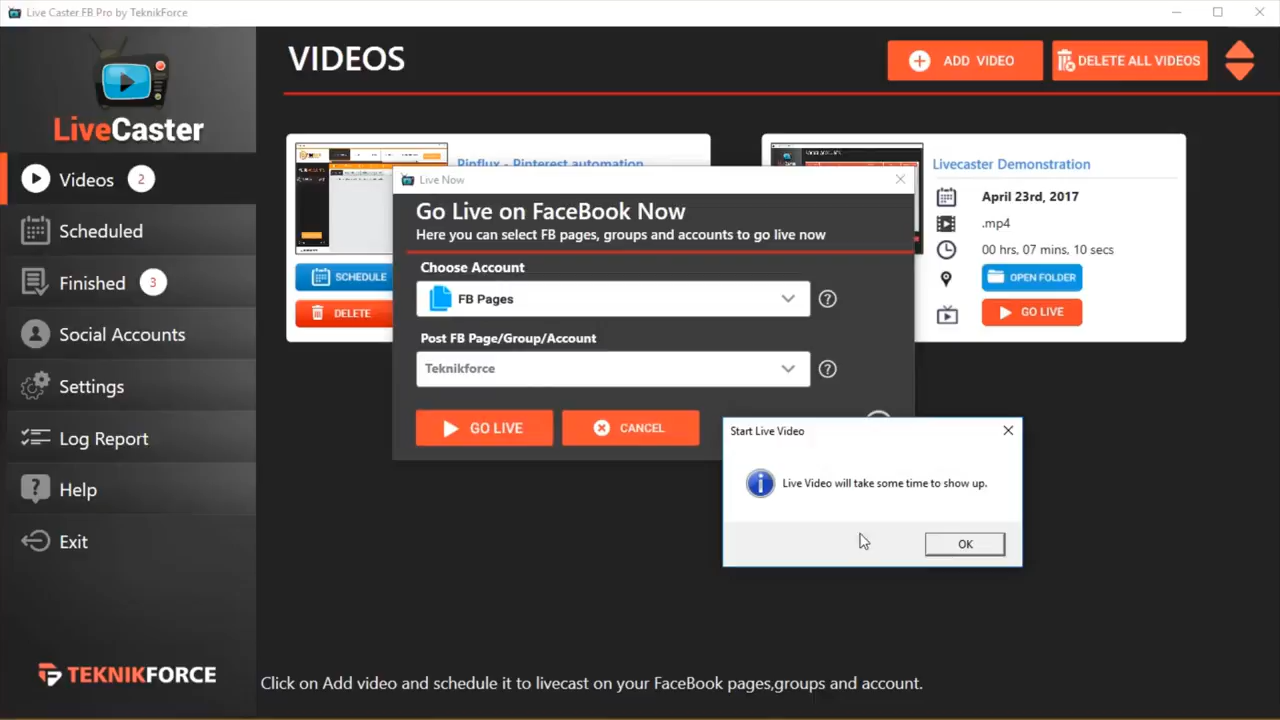 Live Caster FB Pro by TeknikForce
LiveCaster
Videos 2
Scheduled
Finished 3
Social Accounts
Settings
Log Report
Help
Exit
TEKNIKFORCE
VIDEOS
ADD VIDEO
DELETE ALL VIDEOS
Pinflux - Pinterest automation
SCHEDULE
DELETE
Livecaster Demonstration
April 23rd, 2017
.mp4
00 hrs, 07 mins, 10 secs
OPEN FOLDER
GO LIVE
Live Now
Go Live on FaceBook Now
Here you can select FB pages, groups and accounts to go live now
Choose Account
FB Pages
Post FB Page/Group/Account
Teknikforce
GO LIVE
CANCEL
Start Live Video
Live Video will take some time to show up.
OK
Click on Add video and schedule it to livecast on your FaceBook pages,groups and account.